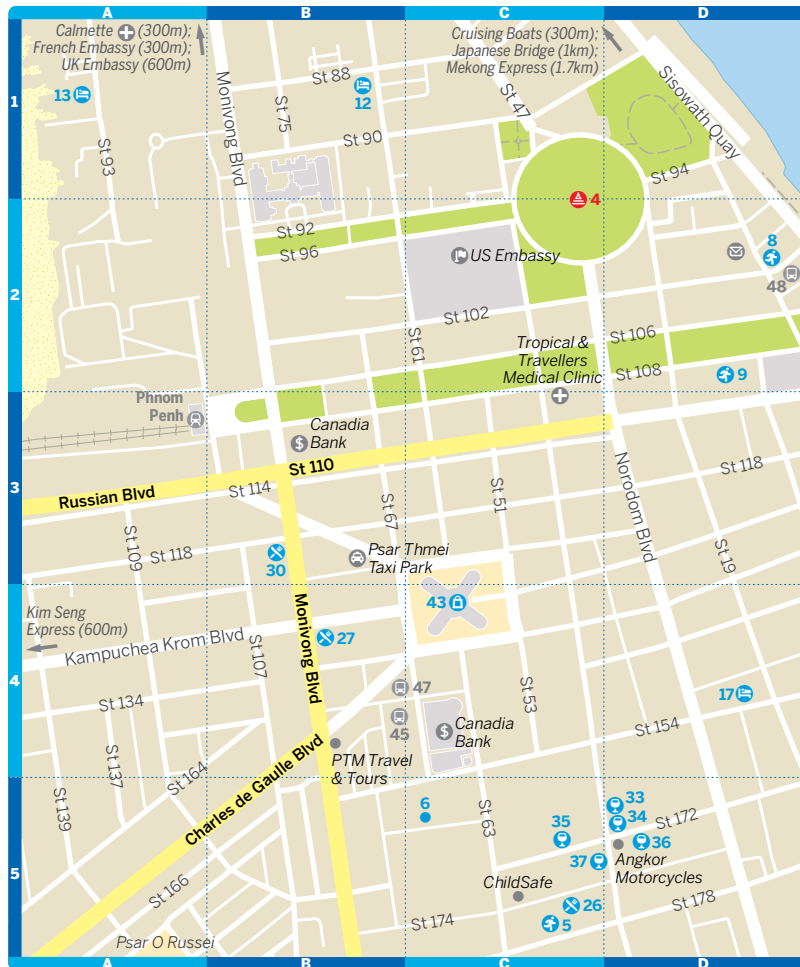 A
B
C
D
Calmette (300m);
French Embassy (300m);
UK Embassy (600m)
Cruising Boats (300m);
Japanese Bridge (1km);
Mekong Express (1.7km)
1
13
12
St 88
St 75
St 47
Sisowath Quay
Monivong Blvd
St 93
St 90
St 94
4
St 92
St 96
US Embassy
8
48
2
St 102
St 61
St 106
St 108
Tropical &
Travellers
Medical Clinic
9
Phnom
Penh
Canadia
Bank
St 110
Russian Blvd
St 114
3
St 67
St 51
St 118
Norodom Blvd
St 19
St 109
St 118
30
Psar Thmei
Taxi Park
43
Kim Seng
Express (600m)
Kampuchea Krom Blvd
St 107
Monivong Blvd
27
4
St 134
47
45
St 53
17
Canadia
Bank
St 154
PTM Travel
& Tours
St 137
St 164
Charles de Gaulle Blvd
St 139
6
St 63
35
33
34
St 172
36
37
Angkor
Motorcycles
5
ChildSafe
26
5
St 166
St 174
St 178
Psar O Russei
A
B
C
D